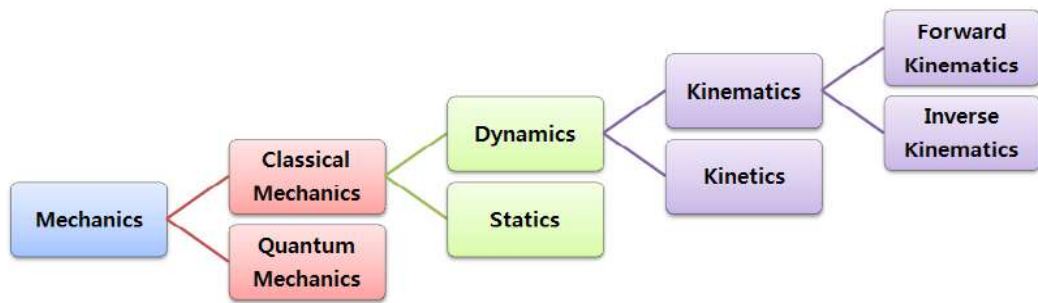 Mechanics
Classical
Mechanics
Quantum
Mechanics
Dynamics
Statics
Kinematics
Kinetics
Forward
Kinematics
Inverse
Kinematics